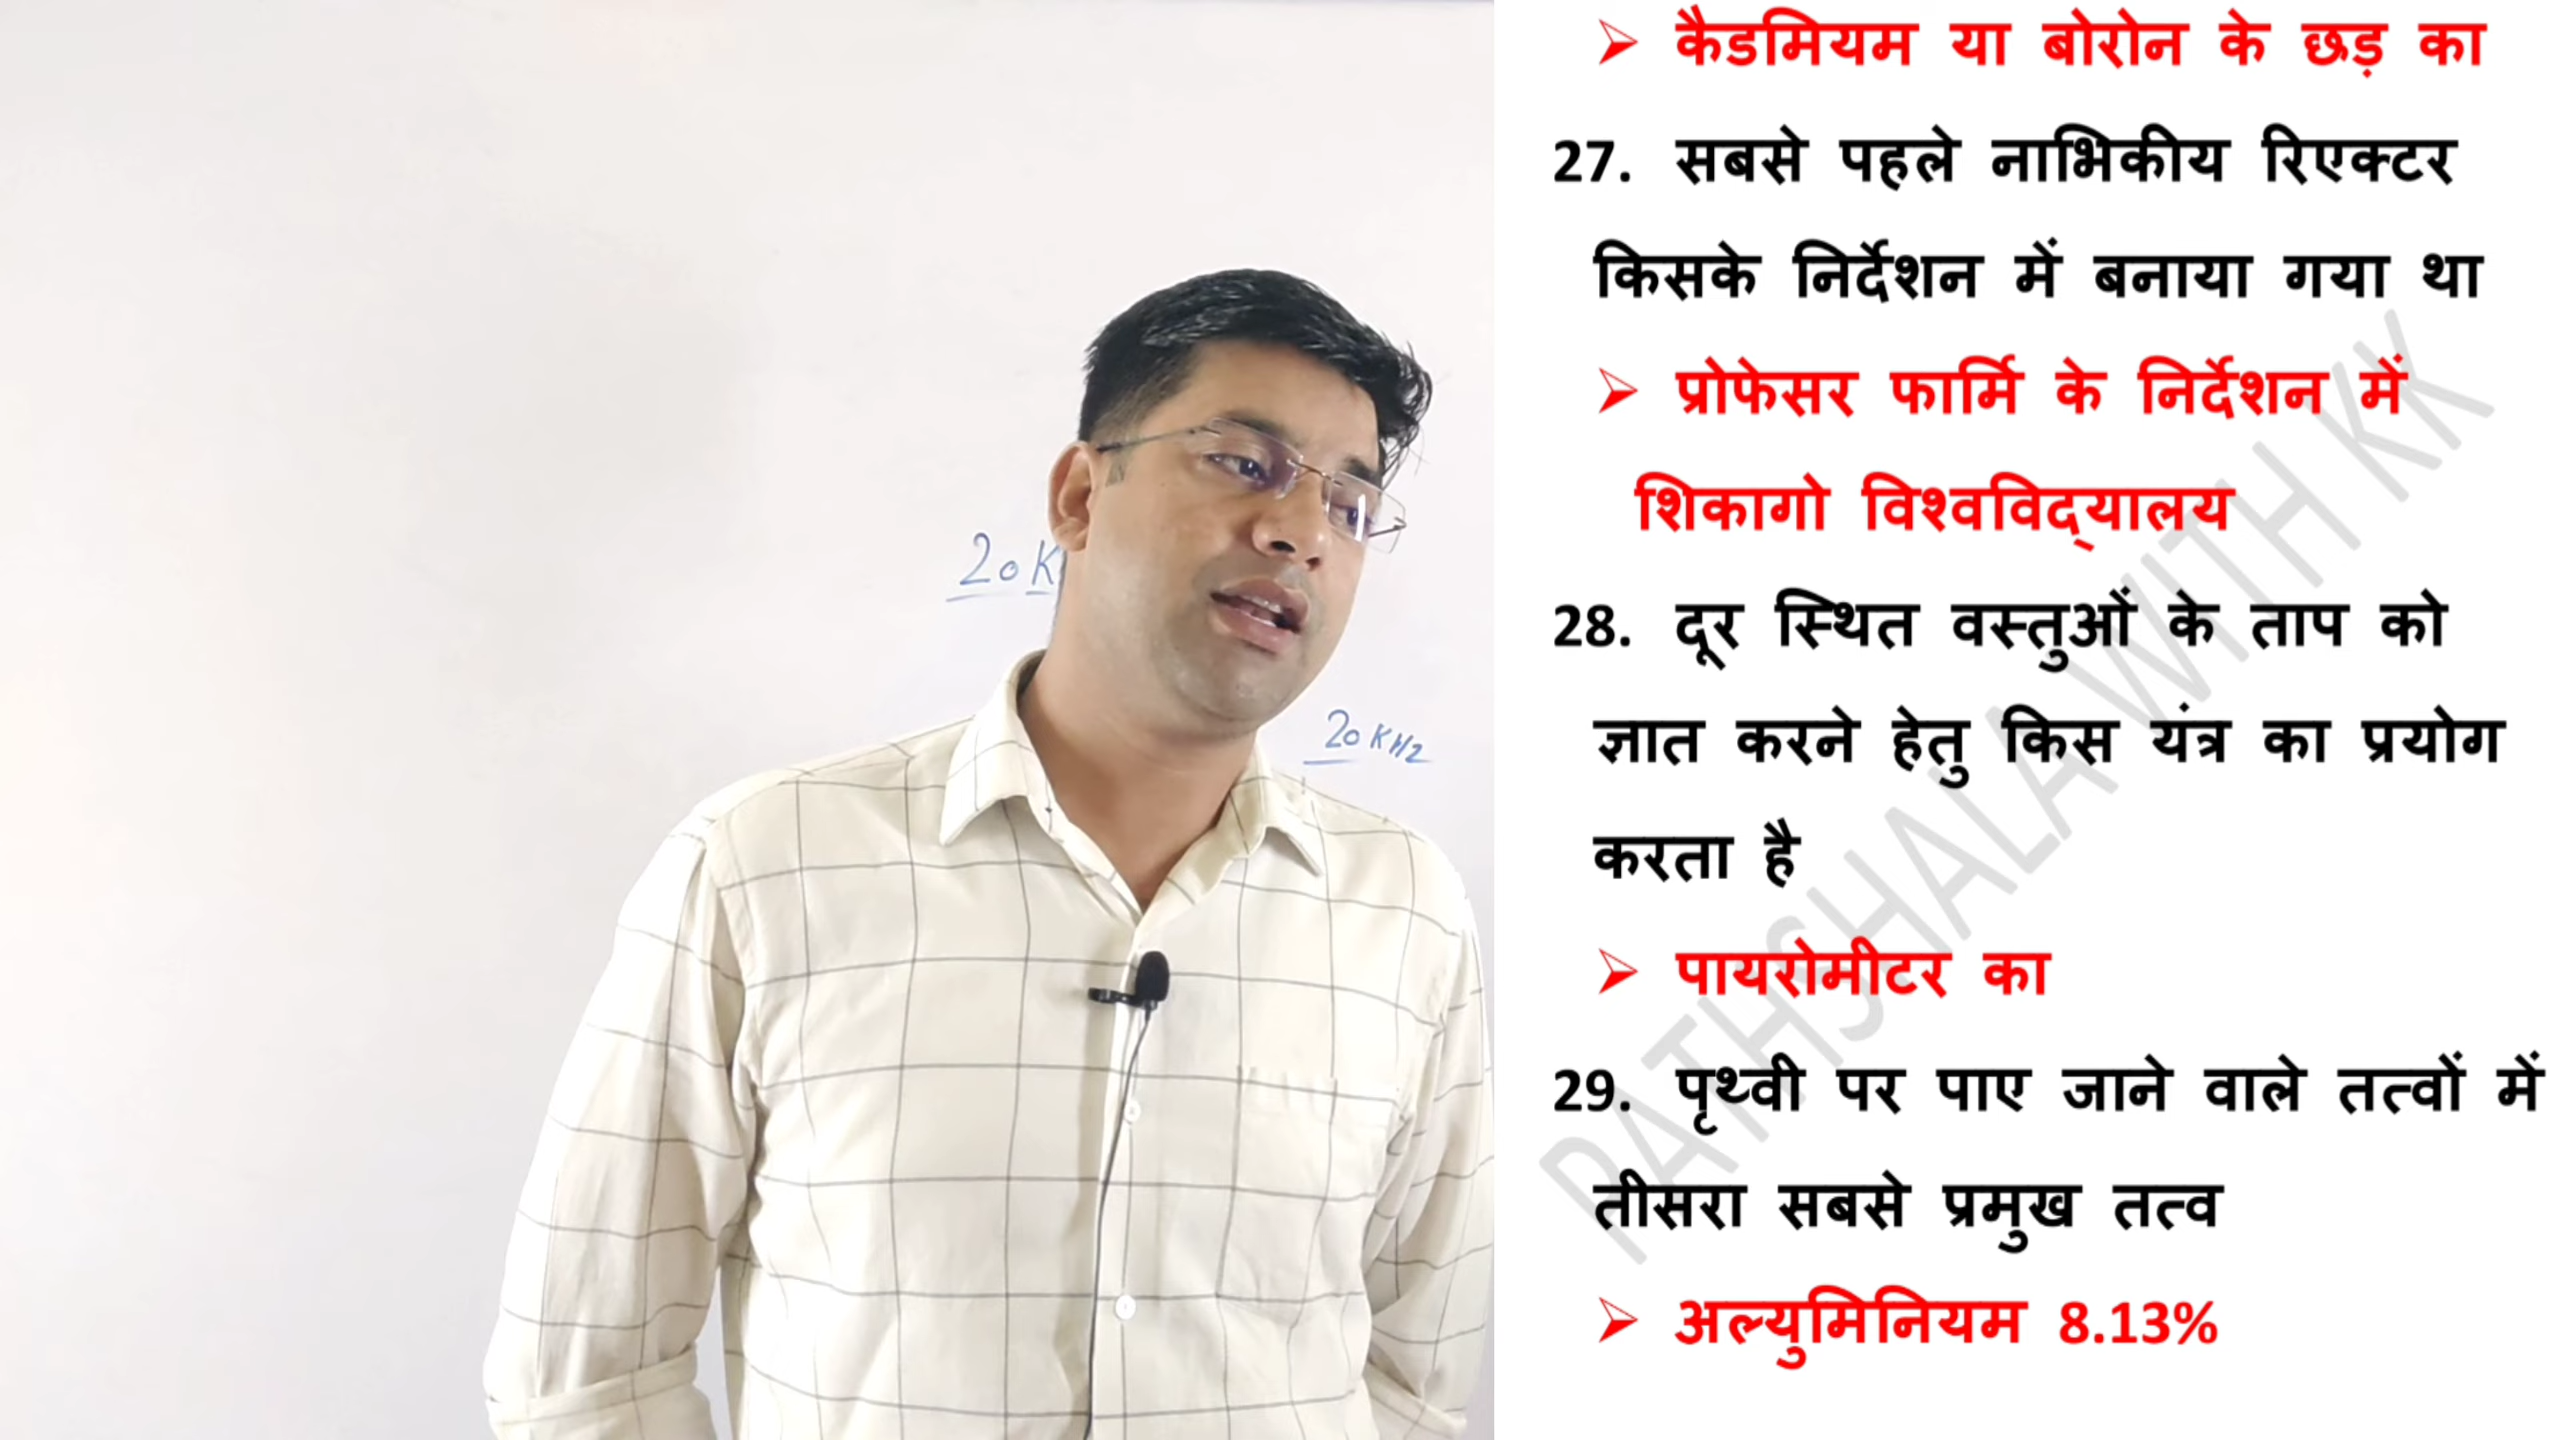 20 K
20 KHz
➢ कैडमियम या बोरोन के छड़ का
27. सबसे पहले नाभिकीय रिएक्टर
किसके निर्देशन में बनाया गया था
➢ प्रोफेसर फार्मि के निर्देशन में
शिकागो विश्वविद्‌यालय
28. दूर स्थित वस्तुओं के ताप को
ज्ञात करने हेतु किस यंत्र का प्रयोग
करता है
➢ पायरोमीटर का
29. पृथ्वी पर पाए जाने वाले तत्वों में
तीसरा सबसे प्रमुख तत्व
➢ अल्युमिनियम 8.13%
PATHSHALA WITH KK